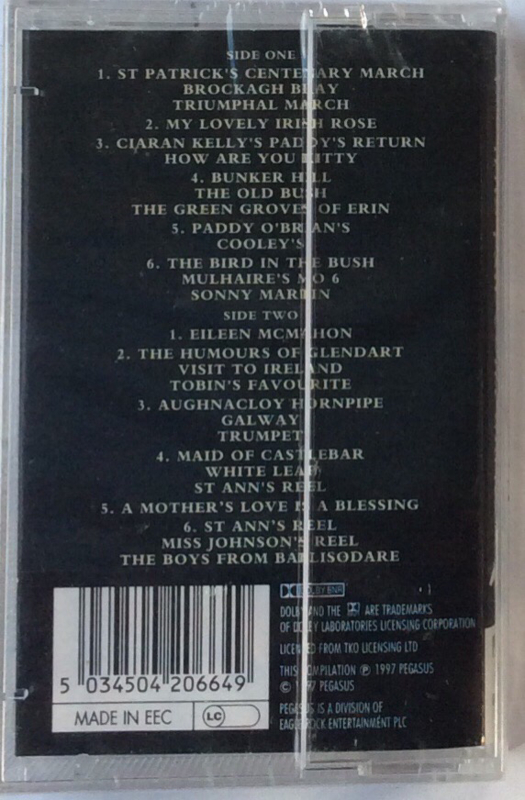 SIDE ONE
1. ST PATRICK'S CENTENARY MARCH
BROCKAGH BRAY
TRIUMPHAL MARCH
2. MY LOVELY IRISH ROSE
3. CIARAN KELLY'S PADDY'S RETURN
HOW ARE YOU KITTY
4. BUNKER HILL
THE OLD BUSH
THE GREEN GROVES OF ERIN
5. PADDY O'BRIAN'S
COOLEY'S
6. THE BIRD IN THE BUSH
MULHAIRE'S NO 6
SONNY MARTIN
SIDE TWO
1. EILEEN MCMAHON
2. THE HUMOURS OF GLENDART
VISIT TO IRELAND
TOBIN'S FAVOURITE
3. AUGHNACLOY HORNPIPE
GALWAY
TRUMPET
4. MAID OF CASTLEBAR
WHITE LEAF
ST ANN'S REEL
5. A MOTHER'S LOVE IS A BLESSING
6. ST ANN'S REEL
MISS JOHNSON'S REEL
THE BOYS FROM BALLISODARE
5 034504 206649
MADE IN EEC
LC
DOLBY BNR
DOLBY AND THE ARE TRADEMARKS
OF DOLBY LABORATORIES LICENSING CORPORATION
LICENSED FROM TKO LICENSING LTD
THIS COMPILATION ℗ 1997 PEGASUS
© 1997 PEGASUS
PEGASUS IS A DIVISION OF
EAGLE ROCK ENTERTAINMENT PLC